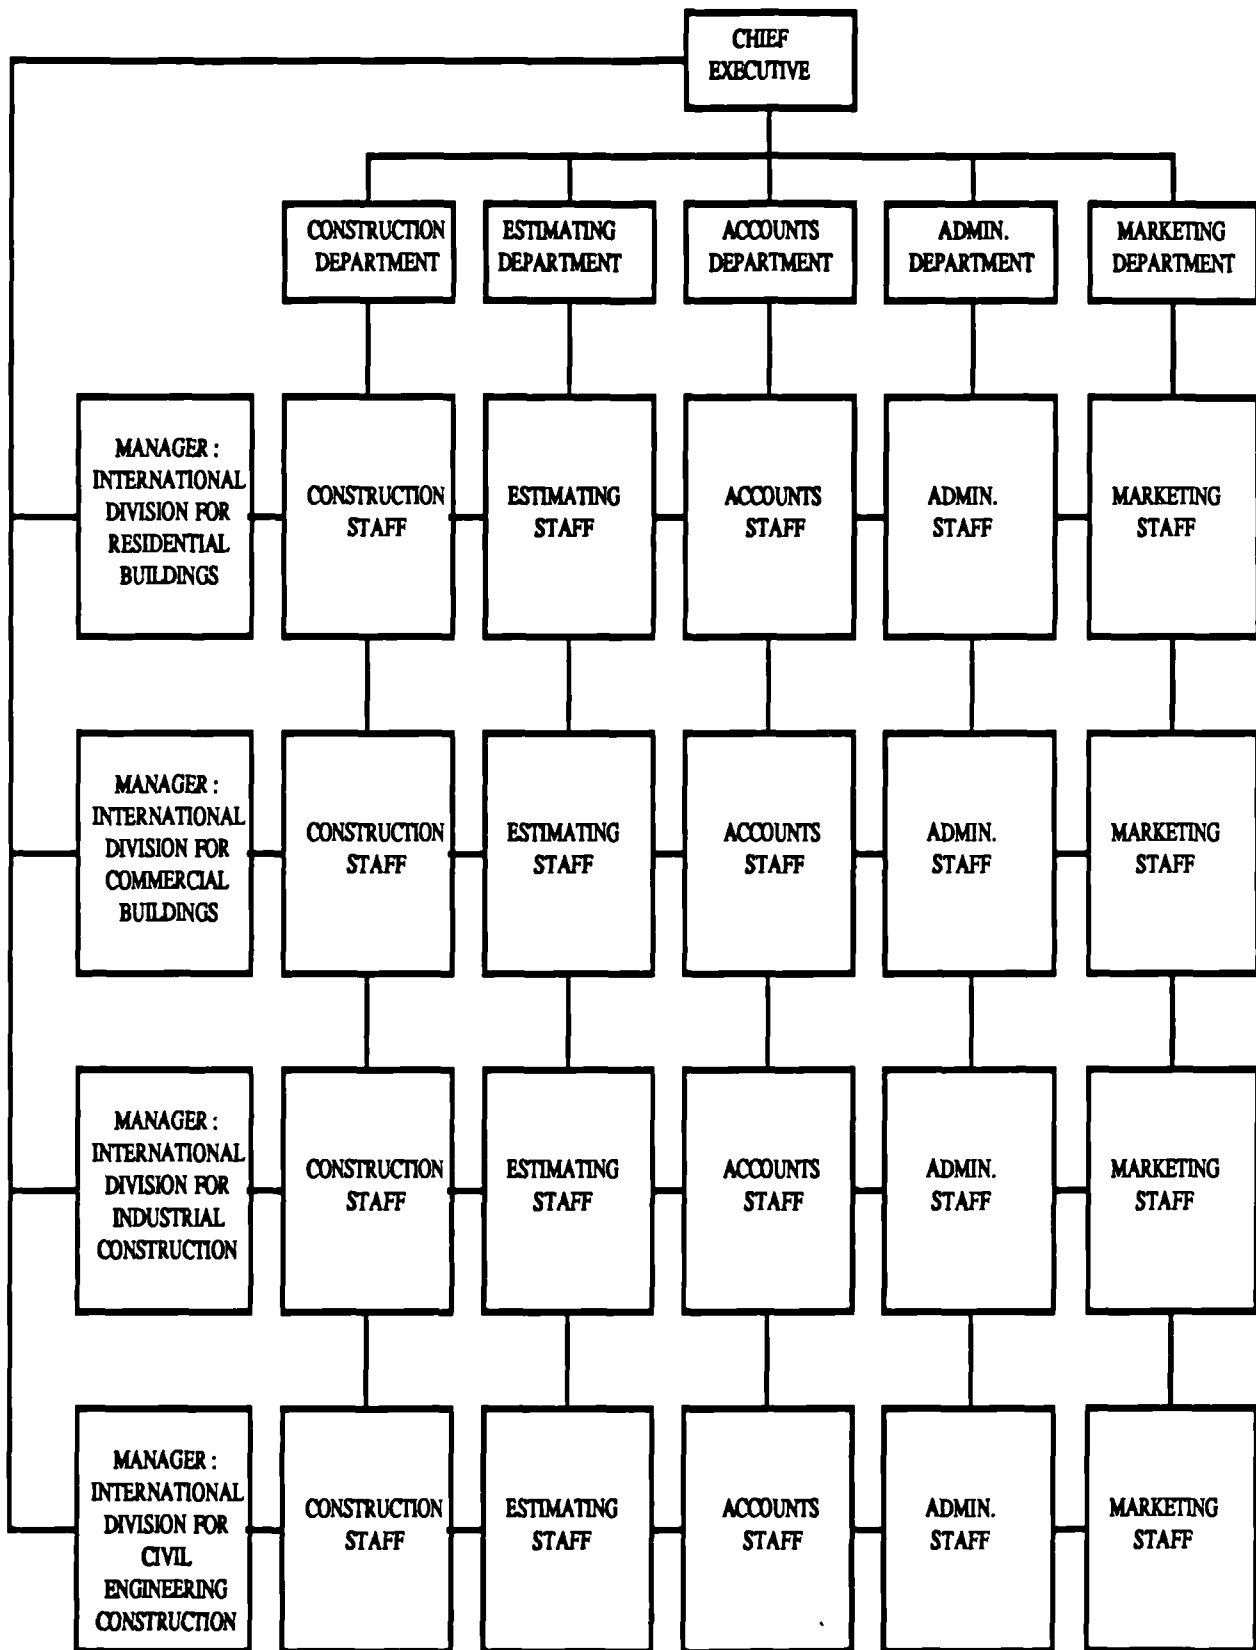 CHIEF
EXECUTIVE
CONSTRUCTION
DEPARTMENT
ESTIMATING
DEPARTMENT
ACCOUNTS
DEPARTMENT
ADMIN.
DEPARTMENT
MARKETING
DEPARTMENT
MANAGER :
INTERNATIONAL
DIVISION FOR
RESIDENTIAL
BUILDINGS
CONSTRUCTION
STAFF
ESTIMATING
STAFF
ACCOUNTS
STAFF
ADMIN.
STAFF
MARKETING
STAFF
MANAGER :
INTERNATIONAL
DIVISION FOR
COMMERCIAL
BUILDINGS
CONSTRUCTION
STAFF
ESTIMATING
STAFF
ACCOUNTS
STAFF
ADMIN.
STAFF
MARKETING
STAFF
MANAGER :
INTERNATIONAL
DIVISION FOR
INDUSTRIAL
CONSTRUCTION
CONSTRUCTION
STAFF
ESTIMATING
STAFF
ACCOUNTS
STAFF
ADMIN.
STAFF
MARKETING
STAFF
MANAGER :
INTERNATIONAL
DIVISION FOR
CIVIL
ENGINEERING
CONSTRUCTION
CONSTRUCTION
STAFF
ESTIMATING
STAFF
ACCOUNTS
STAFF
ADMIN.
STAFF
MARKETING
STAFF